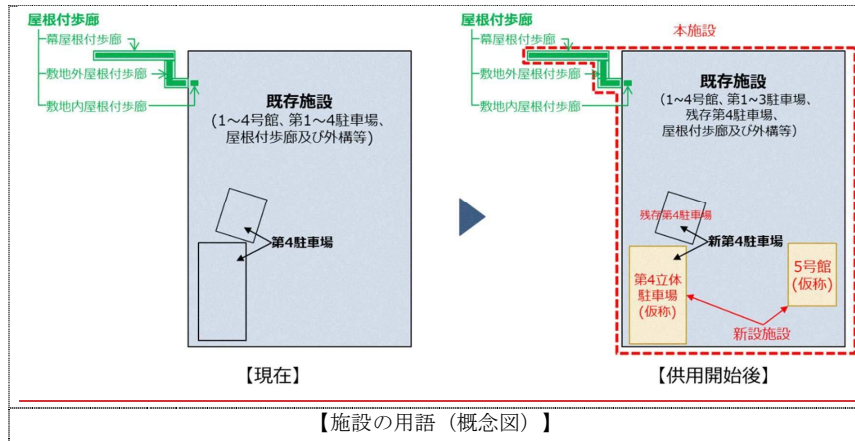 屋根付歩廊
幕屋根付歩廊
敷地外屋根付歩廊
敷地内屋根付歩廊
既存施設
(1~4号館、第1~4駐車場、
屋根付歩廊及び外構等)
第4駐車場
【現在】
本施設
屋根付歩廊
幕屋根付歩廊
敷地外屋根付歩廊
敷地内屋根付歩廊
既存施設
(1~4号館、第1~3駐車場、
残存第4駐車場、
屋根付歩廊及び外構等)
残存第4駐車場
新第4駐車場
第4立体
駐車場
(仮称)
5号館
(仮称)
新設施設
【供用開始後】
【施設の用語（概念図）】